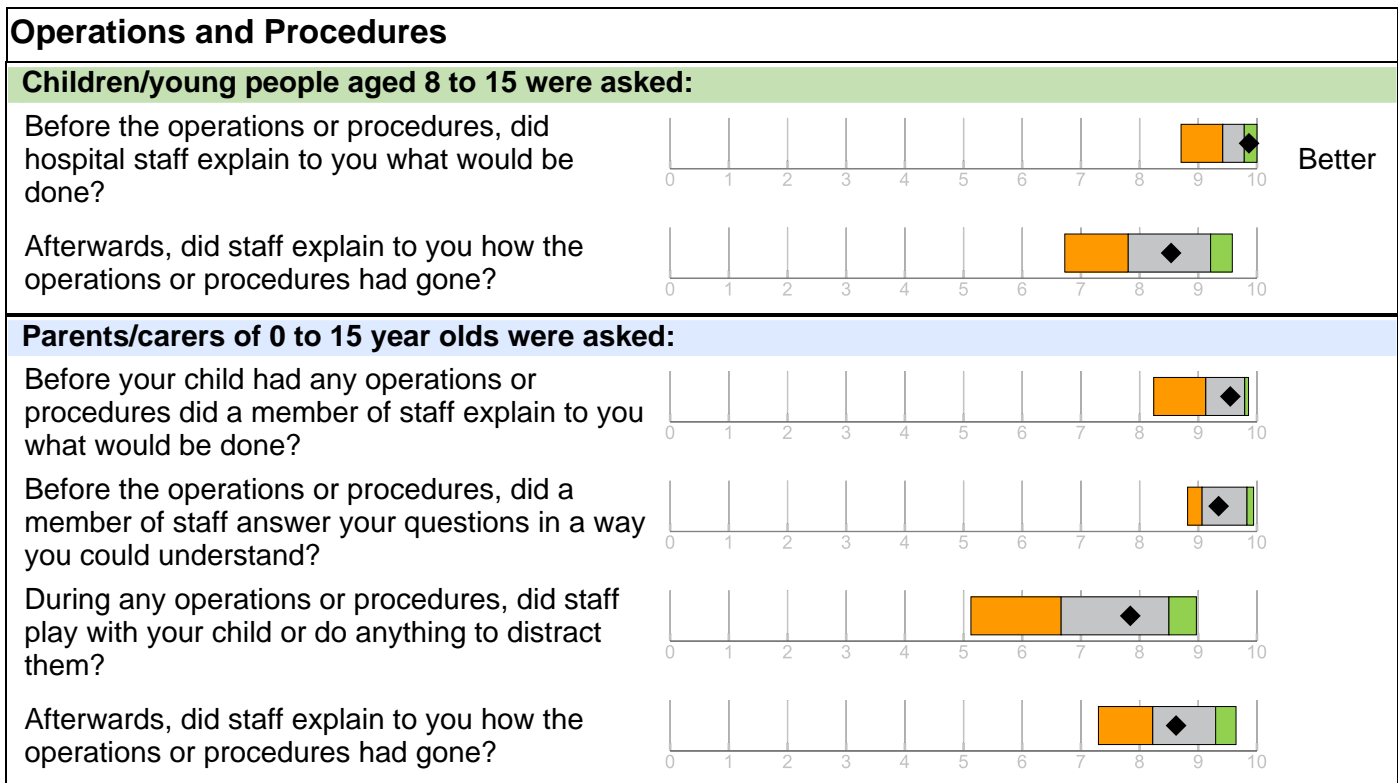 Operations and Procedures
Children/young people aged 8 to 15 were asked:
Before the operations or procedures, did
hospital staff explain to you what would be
done?
0 1 2 3 4 5 6 7 8 9 10
Better
Afterwards, did staff explain to you how the
operations or procedures had gone?
0 1 2 3 4 5 6 7 8 9 10
Parents/carers of 0 to 15 year olds were asked:
Before your child had any operations or
procedures did a member of staff explain to you
what would be done?
0 1 2 3 4 5 6 7 8 9 10
Before the operations or procedures, did a
member of staff answer your questions in a way
you could understand?
0 1 2 3 4 5 6 7 8 9 10
During any operations or procedures, did staff
play with your child or do anything to distract
them?
0 1 2 3 4 5 6 7 8 9 10
Afterwards, did staff explain to you how the
operations or procedures had gone?
0 1 2 3 4 5 6 7 8 9 10